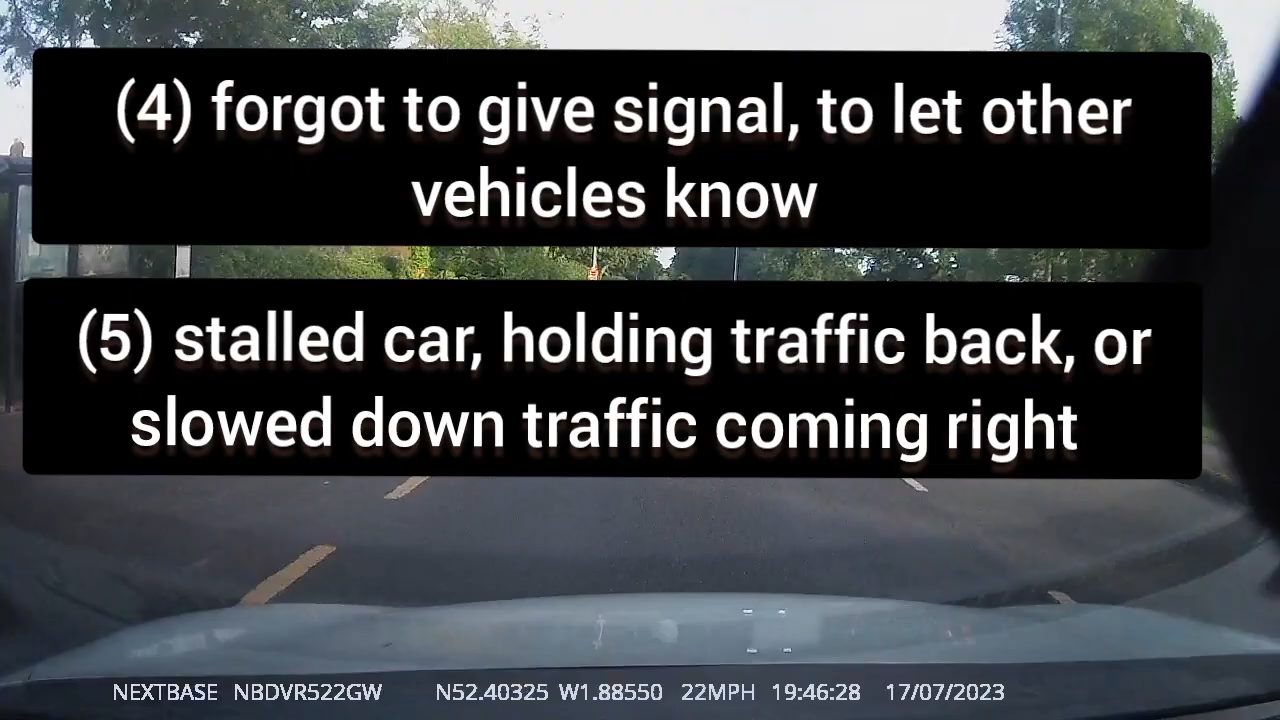 (4) forgot to give signal, to let other
vehicles know
(5) stalled car, holding traffic back, or
slowed down traffic coming right
NEXTBASE NBDVR522GW N52.40325 W1.88550 22MPH 19:46:28 17/07/2023